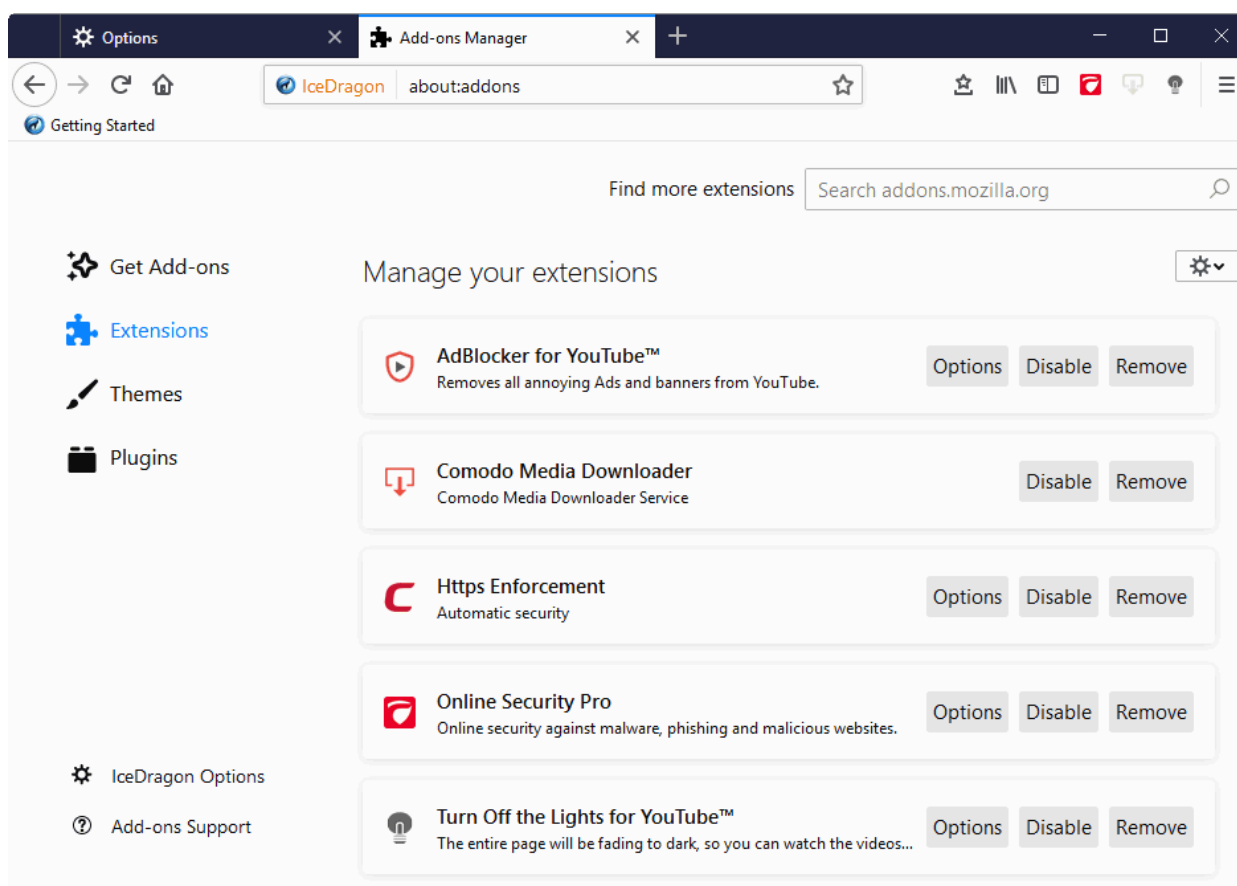 Options
Add-ons Manager
IceDragon about:addons
Getting Started
Find more extensions Search addons.mozilla.org
Get Add-ons
Manage your extensions
Extensions
AdBlocker for YouTube™
Removes all annoying Ads and banners from YouTube.
Options Disable Remove
Themes
Plugins
Comodo Media Downloader
Comodo Media Downloader Service
Disable Remove
Https Enforcement
Automatic security
Options Disable Remove
Online Security Pro
Online security against malware, phishing and malicious websites.
Options Disable Remove
IceDragon Options
Add-ons Support
Turn Off the Lights for YouTube™
The entire page will be fading to dark, so you can watch the videos...
Options Disable Remove